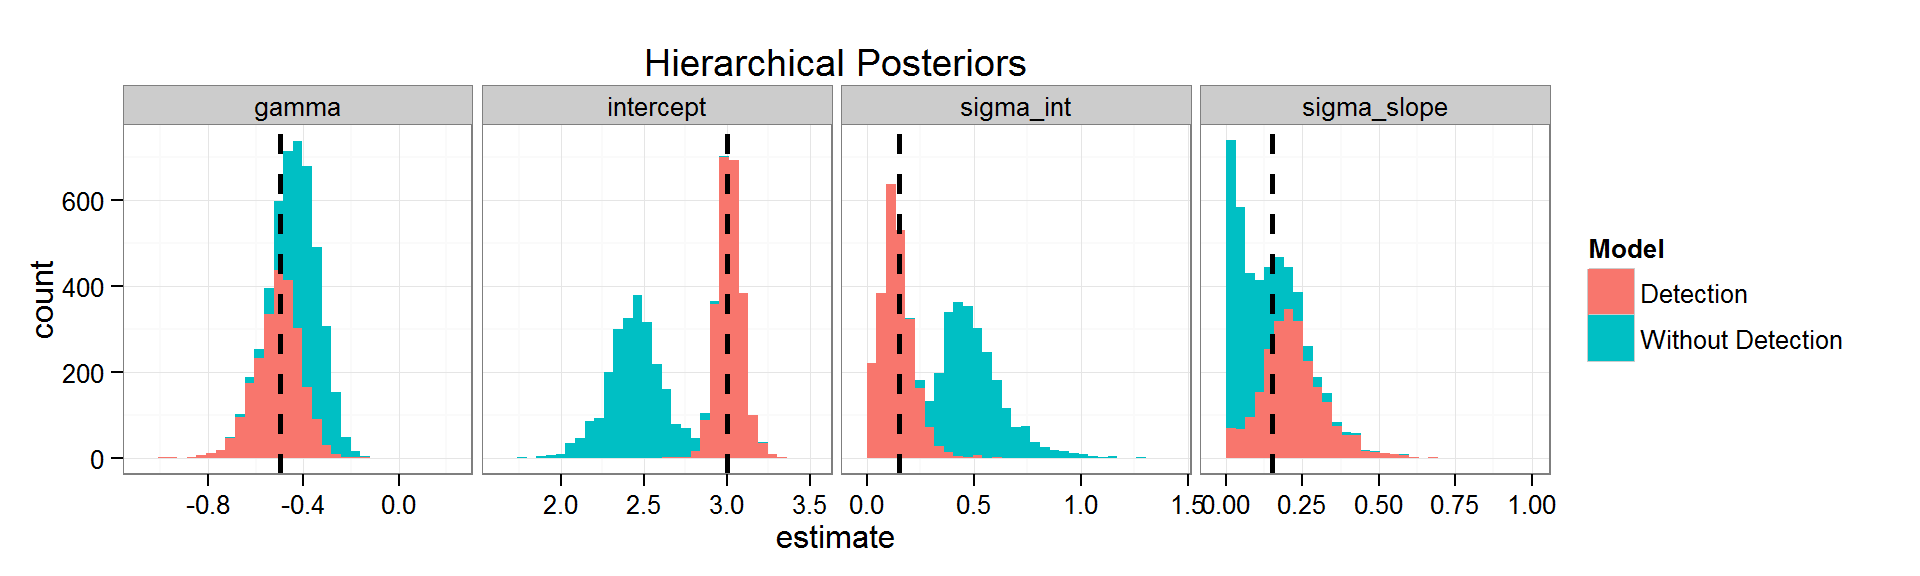 Hierarchical Posteriors
gamma intercept sigma_int sigma_slope
count
600
400
200
0
-0.8 -0.4 0.0 2.0 2.5 3.0 3.5 0.0 0.5 1.0 1.5 0.00 0.25 0.50 0.75 1.00
estimate
Model
Detection
Without Detection